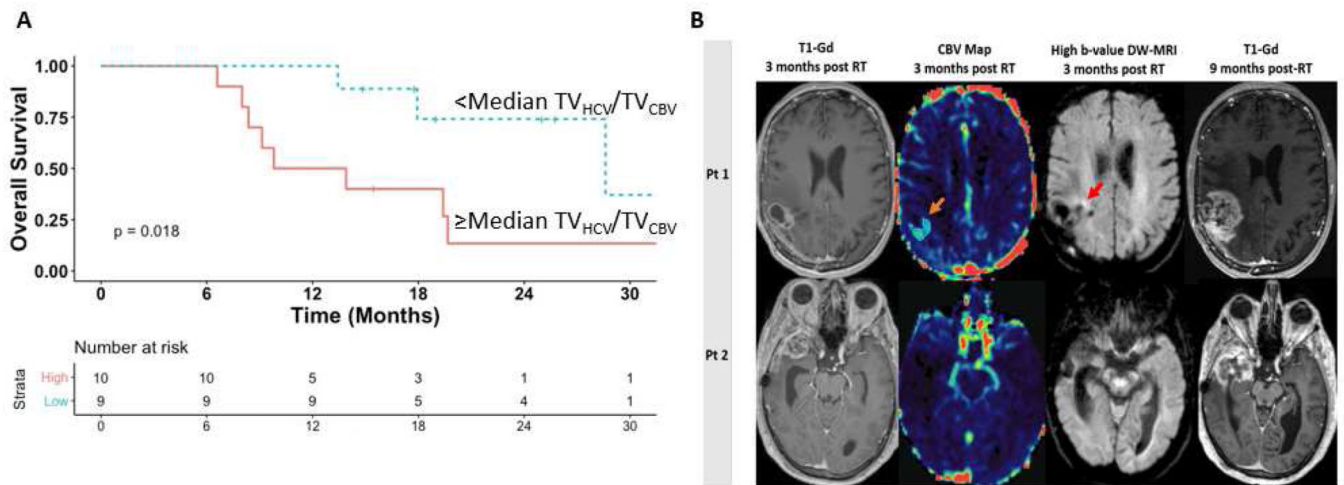 A
Overall Survival
1.00
0.75
0.50
0.25
0.00
<Median TV_HCV/TV_CBV
≥Median TV_HCV/TV_CBV
p = 0.018
0 6 12 18 24 30
Time (Months)
Number at risk
Strata
High 10 10 5 3 1 1
Low 9 9 9 5 4 1
0 6 12 18 24 30
B
T1-Gd
3 months post RT
CBV Map
3 months post RT
High b-value DW-MRI
3 months post RT
T1-Gd
9 months post-RT
Pt 1
Pt 2